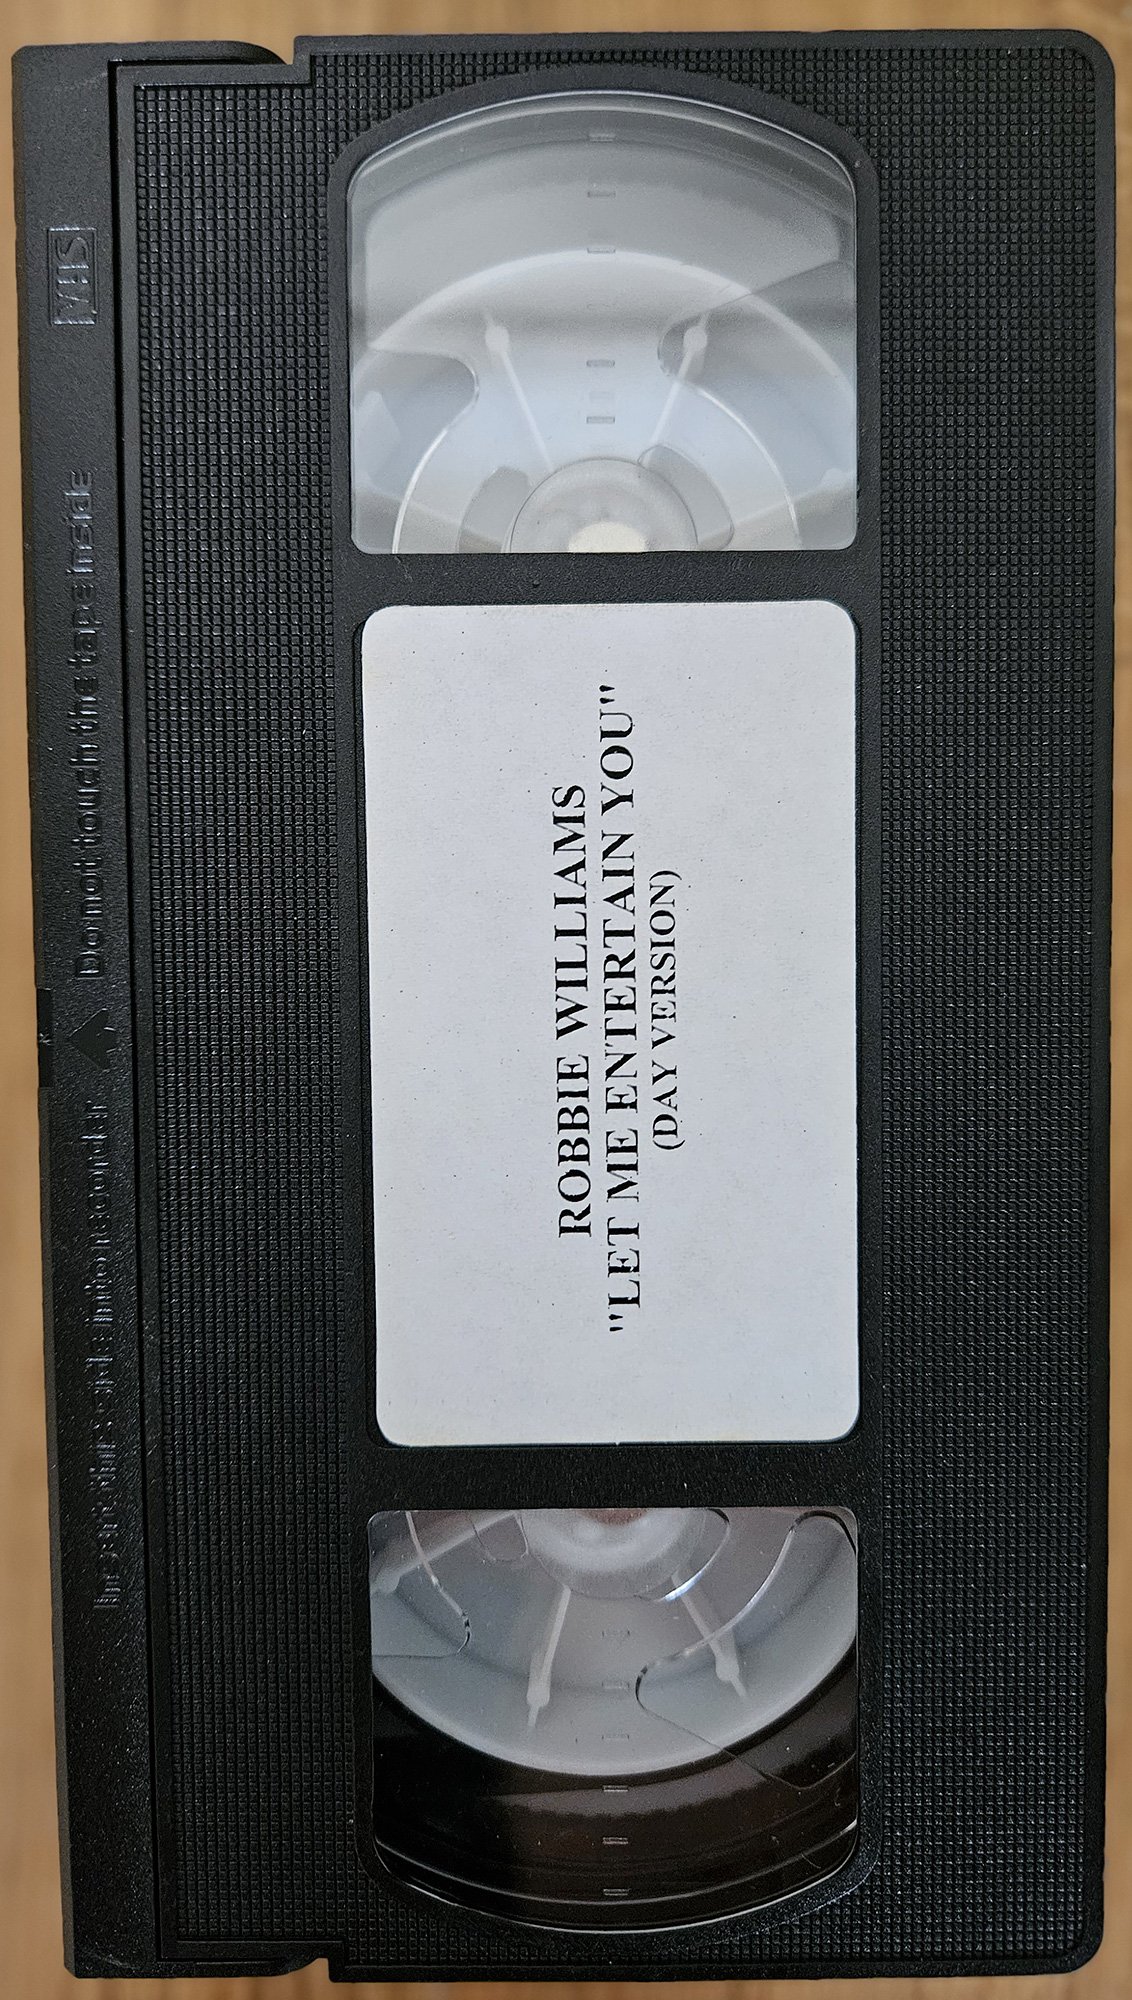 VHS
Insert this side into recorder
Do not touch the tape inside
ROBBIE WILLIAMS
"LET ME ENTERTAIN YOU"
(DAY VERSION)